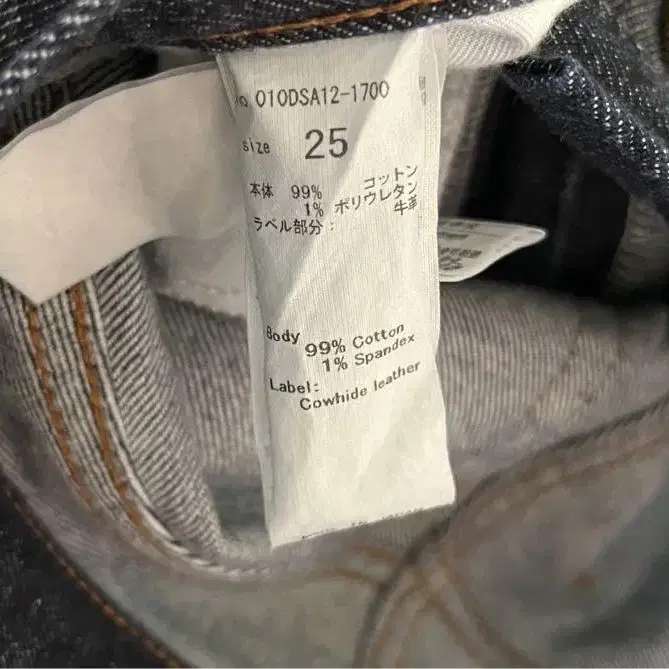 No 010DSA12-1700
size 25
本体 99% コットン
1% ポリウレタン
ラベル部分: 牛革
Body 99% Cotton
1% Spandex
Label:
Cowhide leather